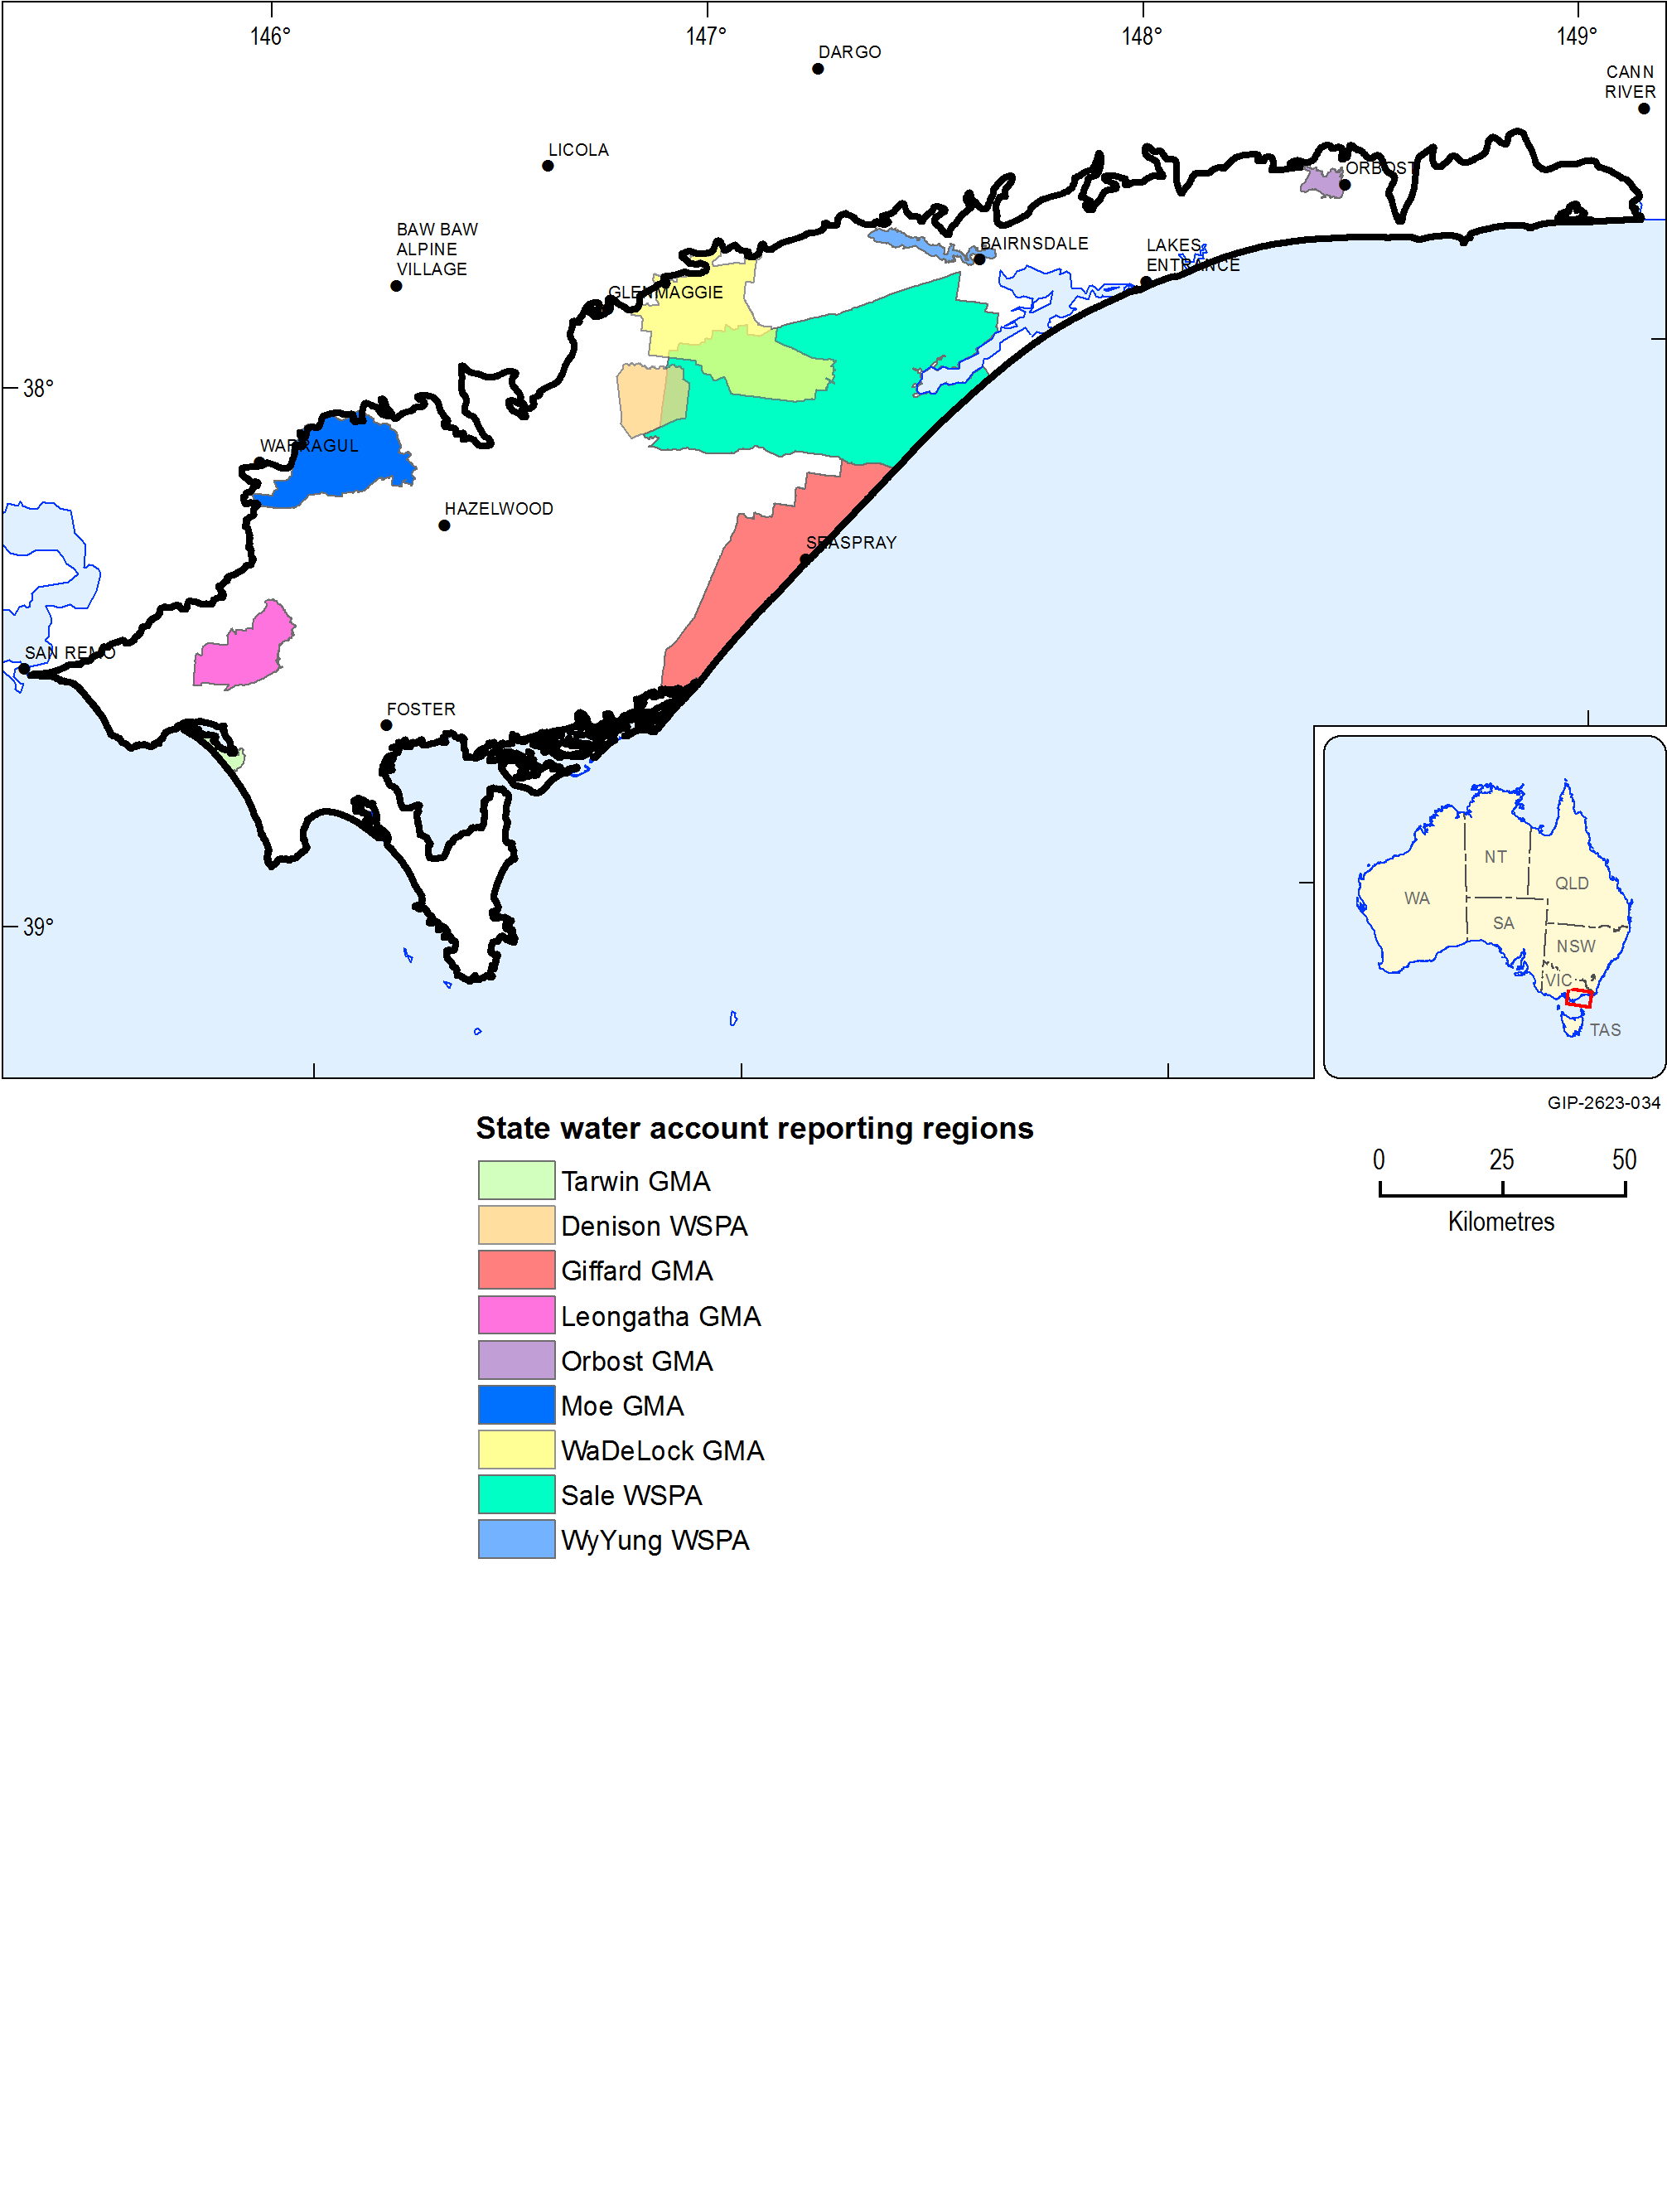 146°
147°
148°
149°
DARGO
CANN
RIVER
LICOLA
ORBOST
BAW BAW
ALPINE
VILLAGE
BAIRNSDALE
LAKES
ENTRANCE
GLENMAGGIE
38°
WARRAGUL
HAZELWOOD
SEASPRAY
SAN REMO
FOSTER
39°
NT
QLD
WA
SA
NSW
VIC
TAS
GIP-2623-034
State water account reporting regions
Tarwin GMA
Denison WSPA
Giffard GMA
Leongatha GMA
Orbost GMA
Moe GMA
WaDeLock GMA
Sale WSPA
WyYung WSPA
0 25 50
Kilometres